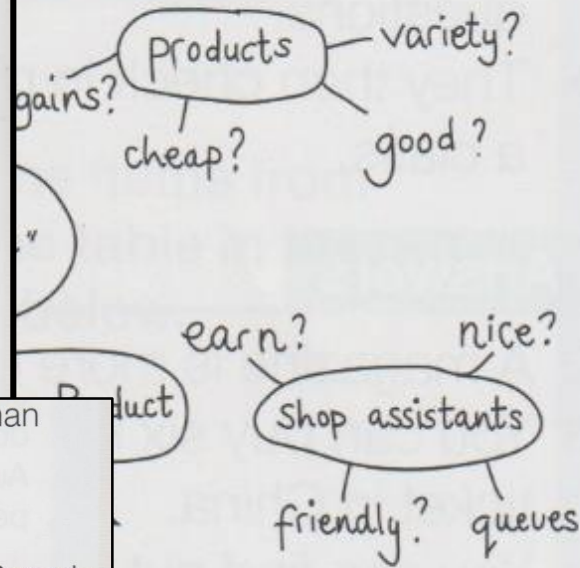 products
variety?
gains?
cheap?
good?
"
earn?
nice?
duct
shop assistants
friendly?
queues